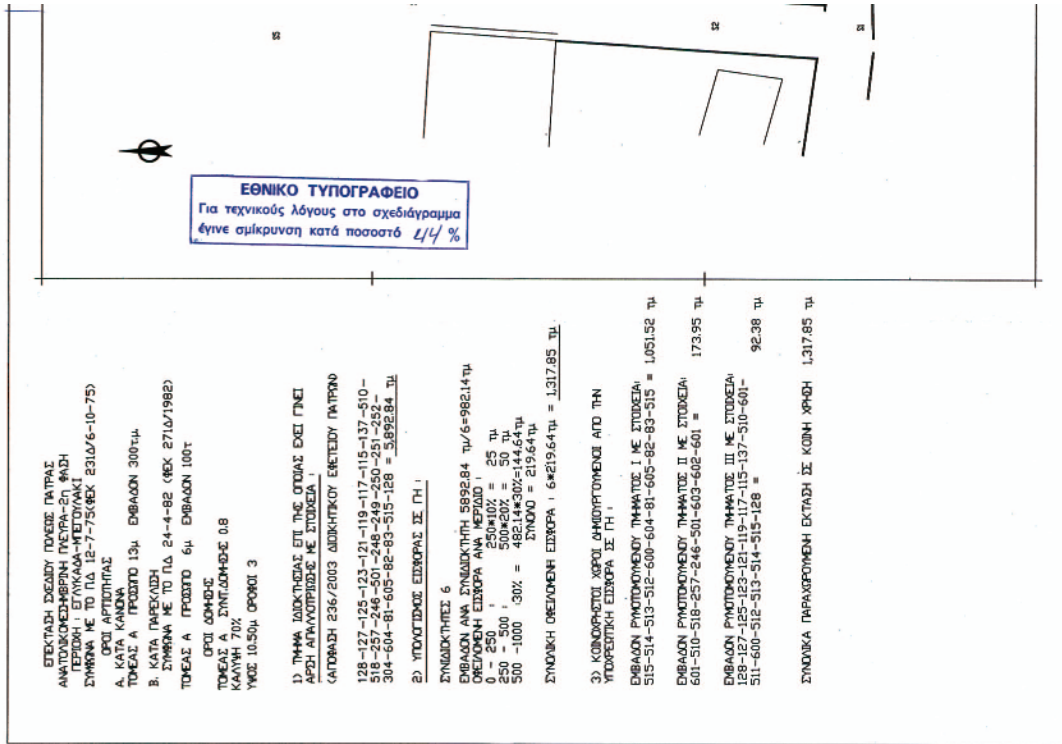 ΕΘΝΙΚΟ ΤΥΠΟΓΡΑΦΕΙΟ
Για τεχνικούς λόγους στο σχεδιάγραμμα
έγινε σμίκρυνση κατά ποσοστό 44 %
ΕΠΕΚΤΑΣΗ ΣΧΕΔΙΟΥ ΠΟΛΕΩΣ ΠΑΤΡΑΣ
ΑΝΑΤΟΛΙΚΟΜΕΣΗΜΒΡΙΝΗ ΠΛΕΥΡΑ-2η ΦΑΣΗ
ΠΕΡΙΟΧΗ : ΕΓΛΥΚΑΔΑ-ΜΠΕΓΟΥΛΑΚΙ
ΣΥΜΦΩΝΑ ΜΕ ΤΟ ΠΔ 12-7-75(ΦΕΚ 231Δ/6-10-75)
ΟΡΟΙ ΑΡΤΙΟΤΗΤΑΣ
Α. ΚΑΤΑ ΚΑΝΟΝΑ
ΤΟΜΕΑΣ Α ΠΡΟΣΩΠΟ 13μ ΕΜΒΑΔΟΝ 300τ.μ.
Β. ΚΑΤΑ ΠΑΡΕΚΛΙΣΗ
ΣΥΜΦΩΝΑ ΜΕ ΤΟ ΠΔ 24-4-82 (ΦΕΚ 271Δ/1982)
ΤΟΜΕΑΣ Α ΠΡΟΣΩΠΟ 6μ ΕΜΒΑΔΟΝ 100τ
ΟΡΟΙ ΔΟΜΗΣΗΣ
ΤΟΜΕΑΣ Α ΣΥΝΤ.ΔΟΜΗΣΗΣ 0.8
ΚΑΛΥΨΗ 70%
ΥΨΟΣ 10.50μ ΟΡΟΦΟΙ 3
1) ΤΜΗΜΑ ΙΔΙΟΚΤΗΣΙΑΣ ΕΠΙ ΤΗΣ ΟΠΟΙΑΣ ΕΧΕΙ ΓΙΝΕΙ
ΑΡΣΗ ΑΠΑΛΛΟΤΡΙΩΣΗΣ ΜΕ ΣΤΟΙΧΕΙΑ :
(ΑΠΟΦΑΣΗ 236/2003 ΔΙΟΙΚΗΤΙΚΟΥ ΕΦΕΤΕΙΟΥ ΠΑΤΡΩΝ)
128-127-125-123-121-119-117-115-137-510-
518-257-246-501-248-249-250-251-252-
304-604-81-605-82-83-515-128 = 5,892.84 τμ
2) ΥΠΟΛΟΓΙΣΜΟΣ ΕΙΣΦΟΡΑΣ ΣΕ ΓΗ :
ΣΥΝΙΔΙΟΚΤΗΤΕΣ 6
ΕΜΒΑΔΟΝ ΑΝΑ ΣΥΝΙΔΙΟΚΤΗΤΗ 5892.84 τμ/6=982.14τμ
ΟΦΕΙΛΟΜΕΝΗ ΕΙΣΦΟΡΑ ΑΝΑ ΜΕΡΙΔΙΟ :
0 - 250 : 250*10% = 25 τμ
250 - 500 : 500*20% = 50 τμ
500 -1000 :30% = 482.14*30%=144.64τμ
ΣΥΝΟΛΟ = 219.64τμ
ΣΥΝΟΛΙΚΗ ΟΦΕΙΛΟΜΕΝΗ ΕΙΣΦΟΡΑ : 6*219.64τμ = 1,317.85 τμ
3) ΚΟΙΝΟΧΡΗΣΤΟΙ ΧΩΡΟΙ ΔΗΜΙΟΥΡΓΟΥΜΕΝΟΙ ΑΠΟ ΤΗΝ
ΥΠΟΧΡΕΩΤΙΚΗ ΕΙΣΦΟΡΑ ΣΕ ΓΗ :
ΕΜΒΑΔΟΝ ΡΥΜΟΤΟΜΟΥΜΕΝΟΥ ΤΜΗΜΑΤΟΣ Ι ΜΕ ΣΤΟΙΧΕΙΑ:
515-514-513-512-600-604-81-605-82-83-515 = 1,051.52 τμ
ΕΜΒΑΔΟΝ ΡΥΜΟΤΟΜΟΥΜΕΝΟΥ ΤΜΗΜΑΤΟΣ ΙΙ ΜΕ ΣΤΟΙΧΕΙΑ:
601-510-518-257-246-501-603-602-601 = 173.95 τμ
ΕΜΒΑΔΟΝ ΡΥΜΟΤΟΜΟΥΜΕΝΟΥ ΤΜΗΜΑΤΟΣ ΙΙΙ ΜΕ ΣΤΟΙΧΕΙΑ:
128-127-125-123-121-119-117-115-137-510-601-
511-600-512-513-514-515-128 = 92.38 τμ
ΣΥΝΟΛΙΚΑ ΠΑΡΑΧΩΡΟΥΜΕΝΗ ΕΚΤΑΣΗ ΣΕ ΚΟΙΝΗ ΧΡΗΣΗ 1,317.85 τμ